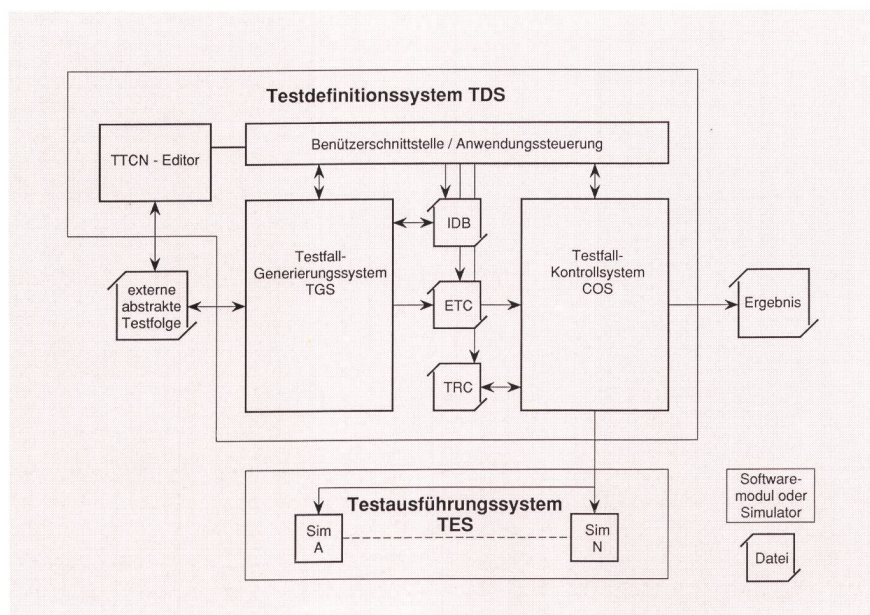 Testdefinitionssystem TDS
TTCN - Editor
Benützerschnittstelle / Anwendungssteuerung
IDB
Testfall-
Generierungssystem
TGS
Testfall-
Kontrollsystem
COS
externe
abstrakte
Testfolge
ETC
Ergebnis
TRC
Testausführungssystem
TES
Sim
A
Sim
N
Software-
modul oder
Simulator
Datei